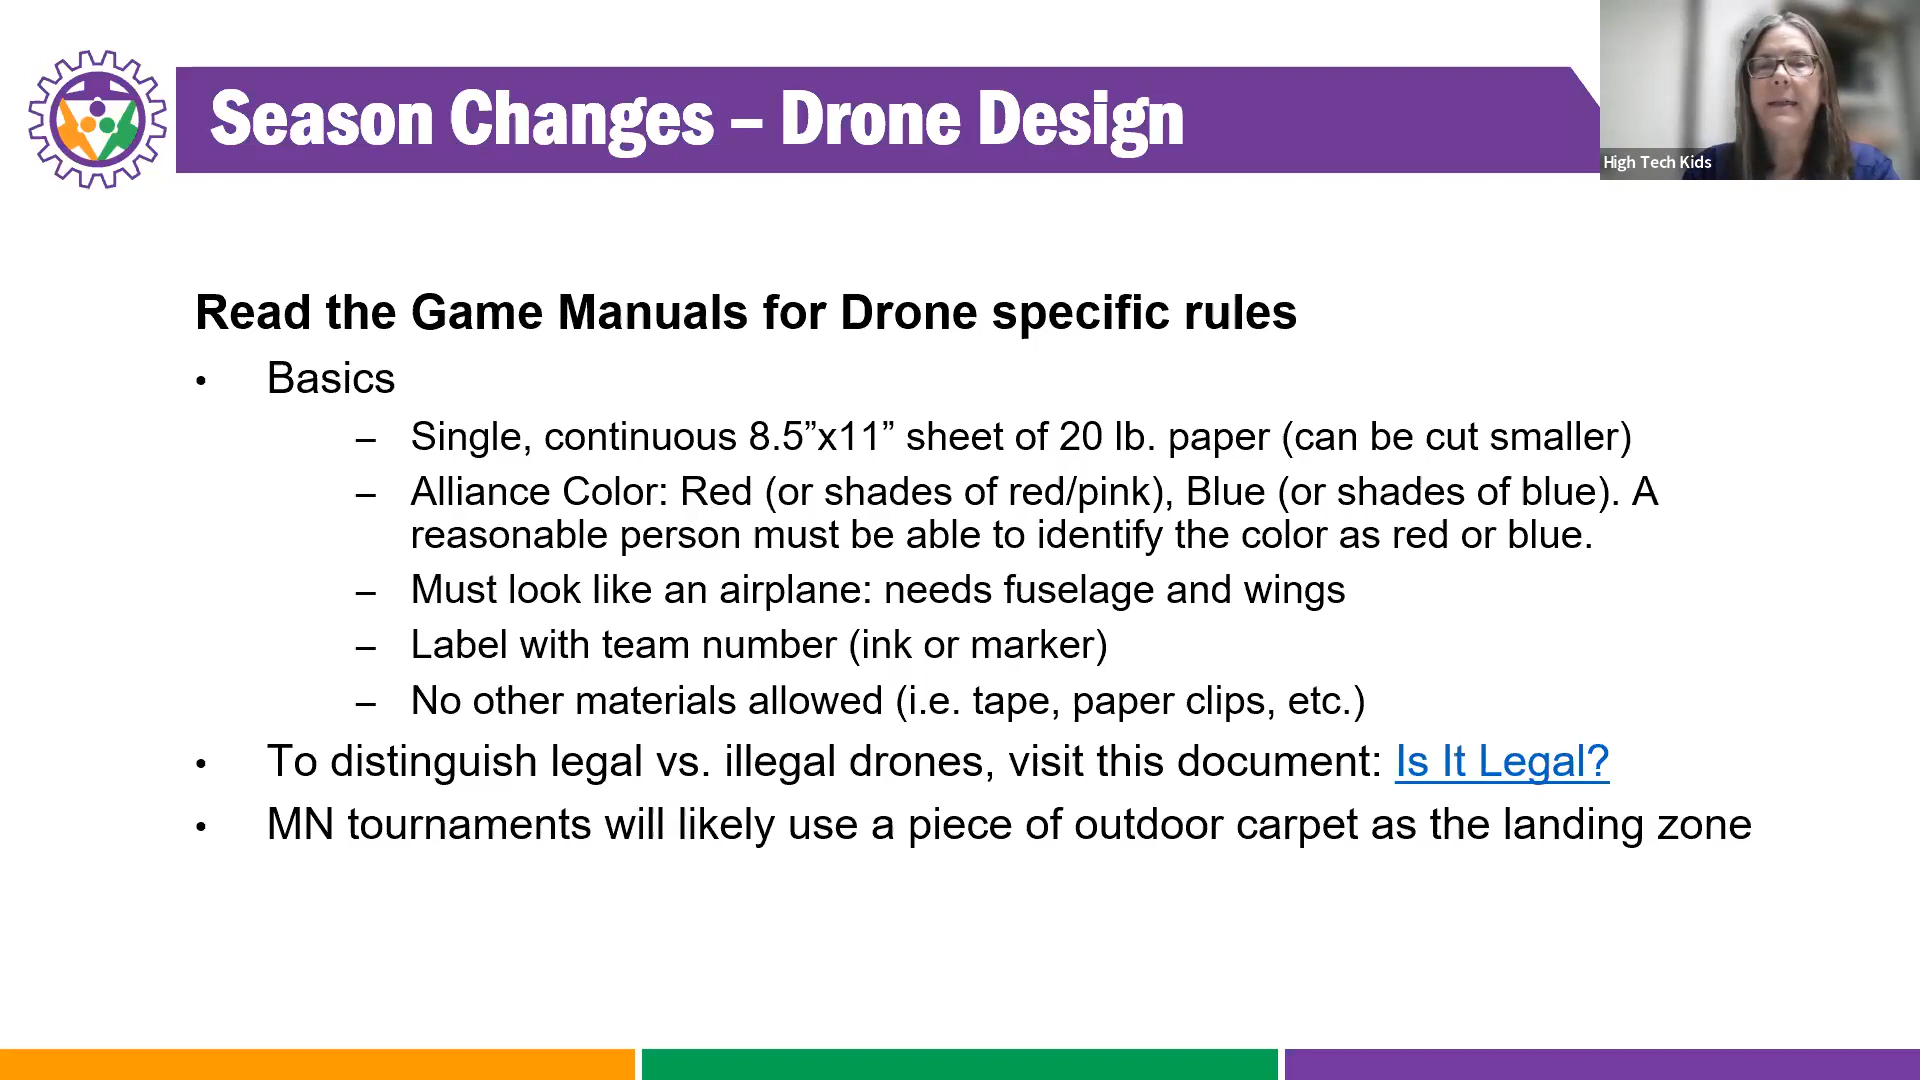 Season Changes – Drone Design
High Tech Kids
Read the Game Manuals for Drone specific rules
• Basics
– Single, continuous 8.5”x11” sheet of 20 lb. paper (can be cut smaller)
– Alliance Color: Red (or shades of red/pink), Blue (or shades of blue). A
reasonable person must be able to identify the color as red or blue.
– Must look like an airplane: needs fuselage and wings
– Label with team number (ink or marker)
– No other materials allowed (i.e. tape, paper clips, etc.)
• To distinguish legal vs. illegal drones, visit this document: Is It Legal?
• MN tournaments will likely use a piece of outdoor carpet as the landing zone